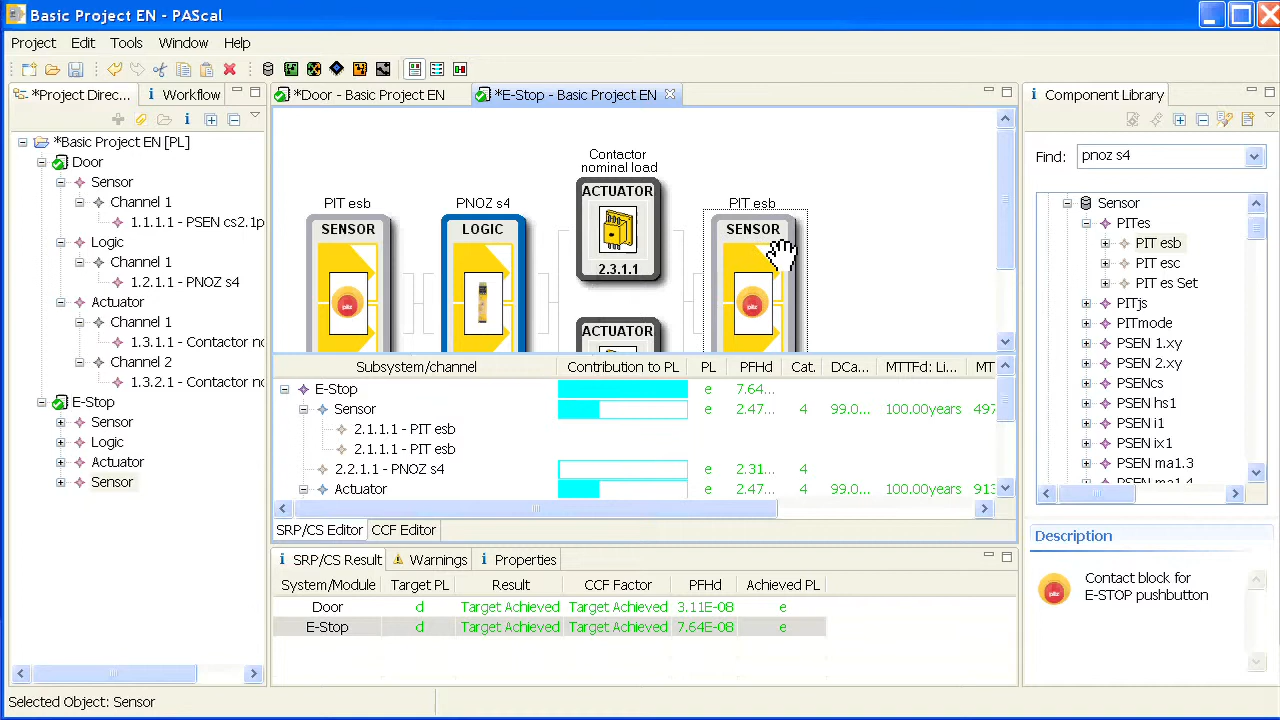 Basic Project EN - PAScal
Project Edit Tools Window Help
*Project Direc... Workflow
*Basic Project EN [PL]
Door
Sensor
Channel 1
1.1.1.1 - PSEN cs2.1p
Logic
Channel 1
1.2.1.1 - PNOZ s4
Actuator
Channel 1
1.3.1.1 - Contactor no
Channel 2
1.3.2.1 - Contactor no
E-Stop
Sensor
Logic
Actuator
Sensor
*Door - Basic Project EN *E-Stop - Basic Project EN
Contactor
nominal load
PIT esb PNOZ s4 ACTUATOR PIT esb
SENSOR LOGIC SENSOR
2.3.1.1
pilz pilz
ACTUATOR
Subsystem/channel Contribution to PL PL PFHd Cat. DCa... MTTFd: Li... MT
E-Stop e 7.64...
Sensor e 2.47... 4 99.0... 100.00years 497
2.1.1.1 - PIT esb
2.1.1.1 - PIT esb
2.2.1.1 - PNOZ s4 e 2.31... 4
Actuator e 2.47... 4 99.0... 100.00years 913
SRP/CS Editor CCF Editor
SRP/CS Result Warnings Properties
System/Module Target PL Result CCF Factor PFHd Achieved PL
Door d Target Achieved Target Achieved 3.11E-08 e
E-Stop d Target Achieved Target Achieved 7.64E-08 e
Component Library
Find: pnoz s4
Sensor
PITes
PIT esb
PIT esc
PIT es Set
PITjs
PITmode
PSEN 1.xy
PSEN 2.xy
PSENcs
PSEN hs1
PSEN i1
PSEN ix1
PSEN ma1.3
PSEN ma1.4
Description
Contact block for
pilz E-STOP pushbutton
Selected Object: Sensor